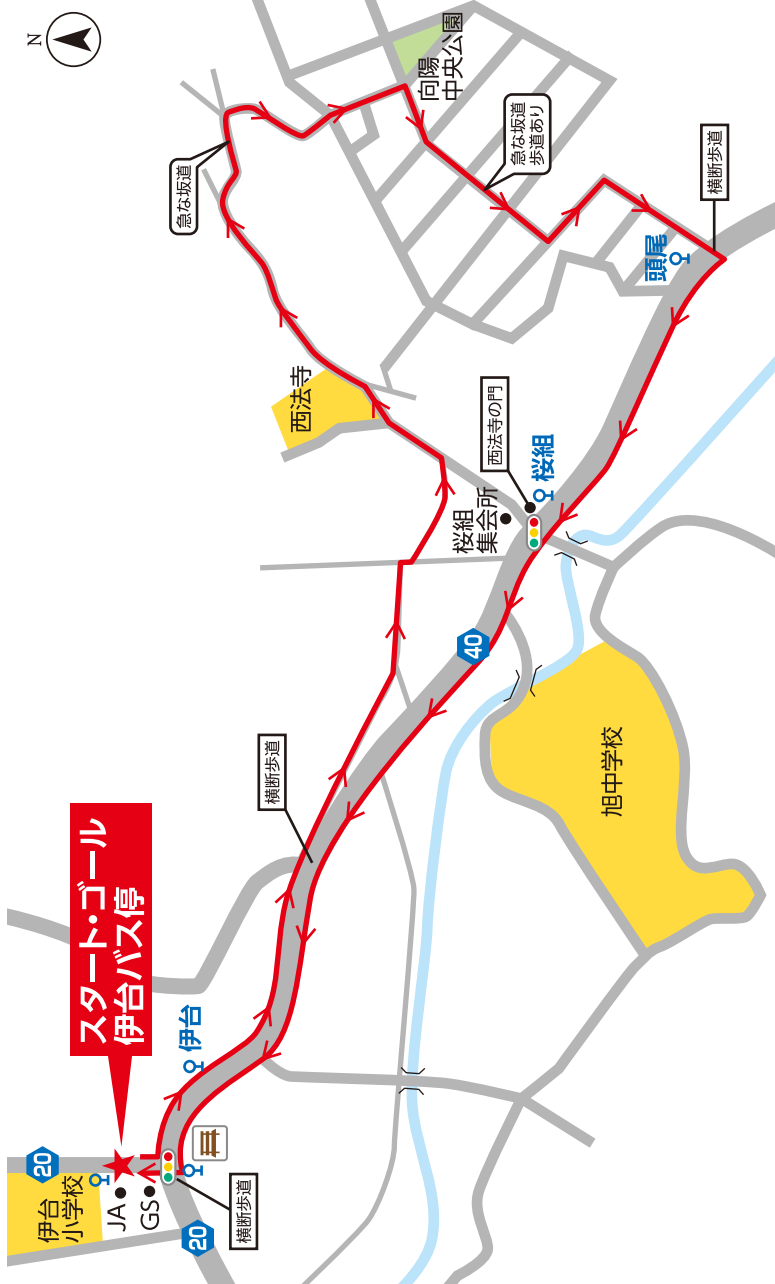 N
スタート・ゴール
伊台バス停
20
伊台
小学校
JA
GS
20
横断歩道
伊台
横断歩道
40
西法寺
桜組
集会所
西法寺の門
桜組
旭中学校
急な坂道
向陽
中央公園
急な坂道
歩道あり
頭尾
横断歩道